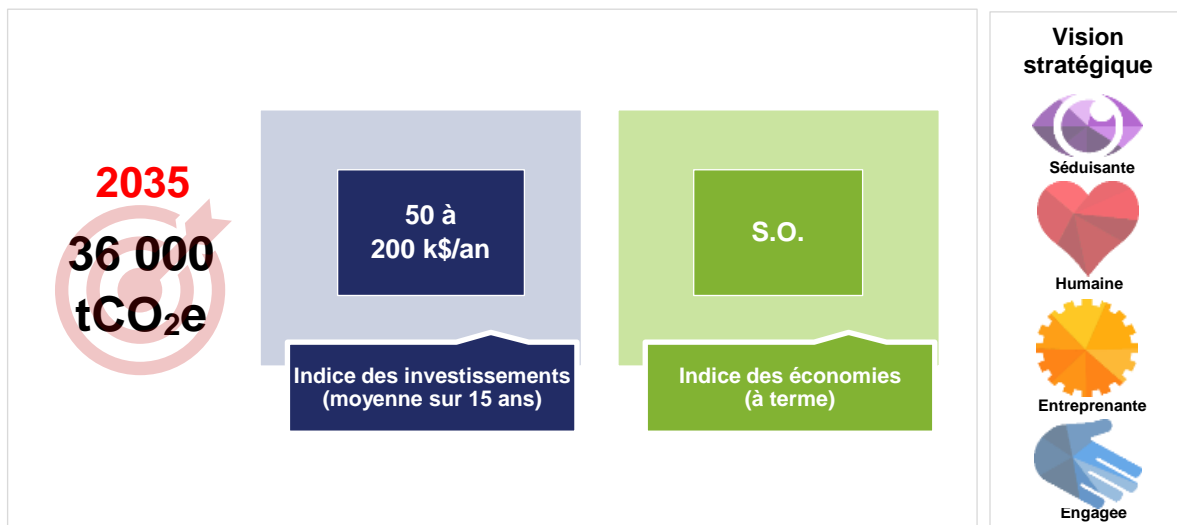 2035
36 000
tCO₂e
50 à
200 k$/an
Indice des investissements
(moyenne sur 15 ans)
S.O.
Indice des économies
(à terme)
Vision
stratégique
Séduisante
Humaine
Entreprenante
Engagée